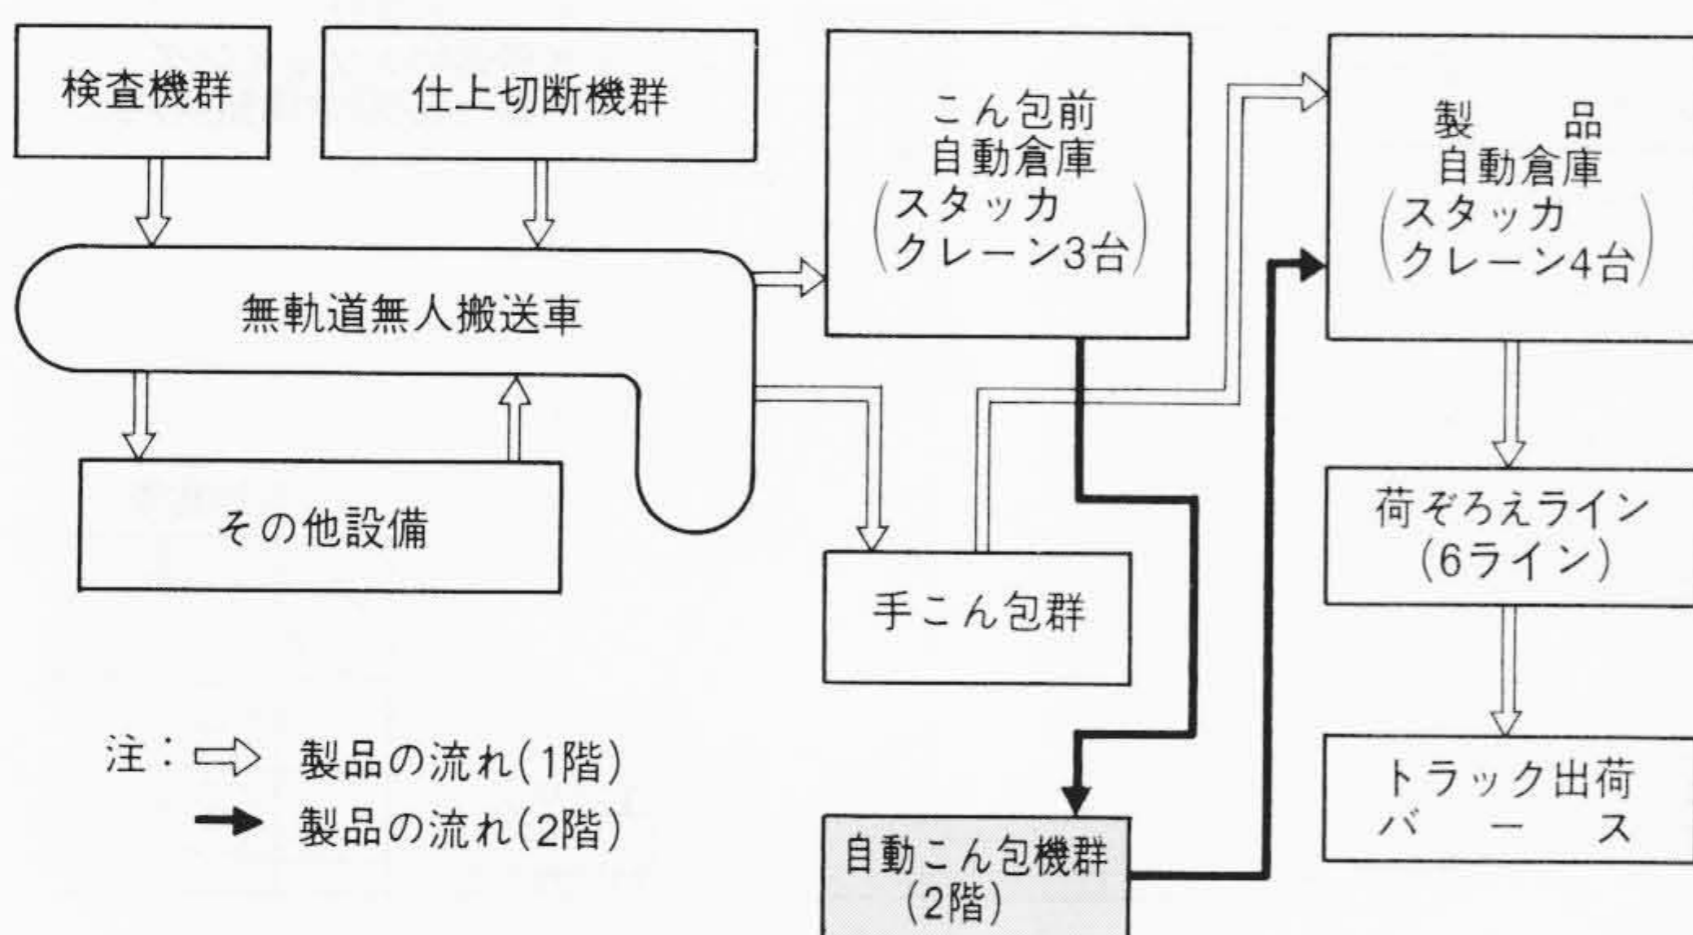 検査機群
仕上切断機群
こん包前
自動倉庫
(スタッカ
クレーン3台)
製品
自動倉庫
(スタッカ
クレーン4台)
無軌道無人搬送車
その他設備
手こん包群
荷ぞろえライン
(6ライン)
自動こん包機群
(2階)
トラック出荷
バース
注: ⇨ 製品の流れ(1階)
➡ 製品の流れ(2階)